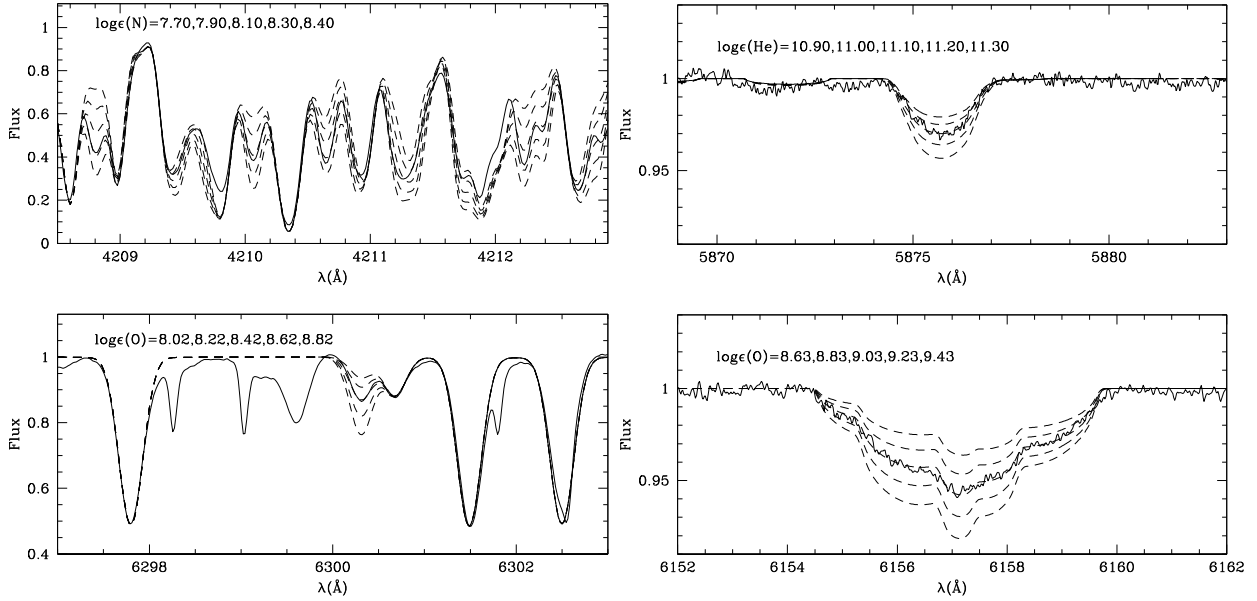 logϵ(N)=7.70,7.90,8.10,8.30,8.40
Flux
1
0.8
0.6
0.4
0.2
0
4209 4210 4211 4212
λ(Å)
logϵ(He)=10.90,11.00,11.10,11.20,11.30
Flux
1
0.95
5870 5875 5880
λ(Å)
logϵ(O)=8.02,8.22,8.42,8.62,8.82
Flux
1
0.8
0.6
0.4
6298 6300 6302
λ(Å)
logϵ(O)=8.63,8.83,9.03,9.23,9.43
Flux
1
0.95
6152 6154 6156 6158 6160 6162
λ(Å)